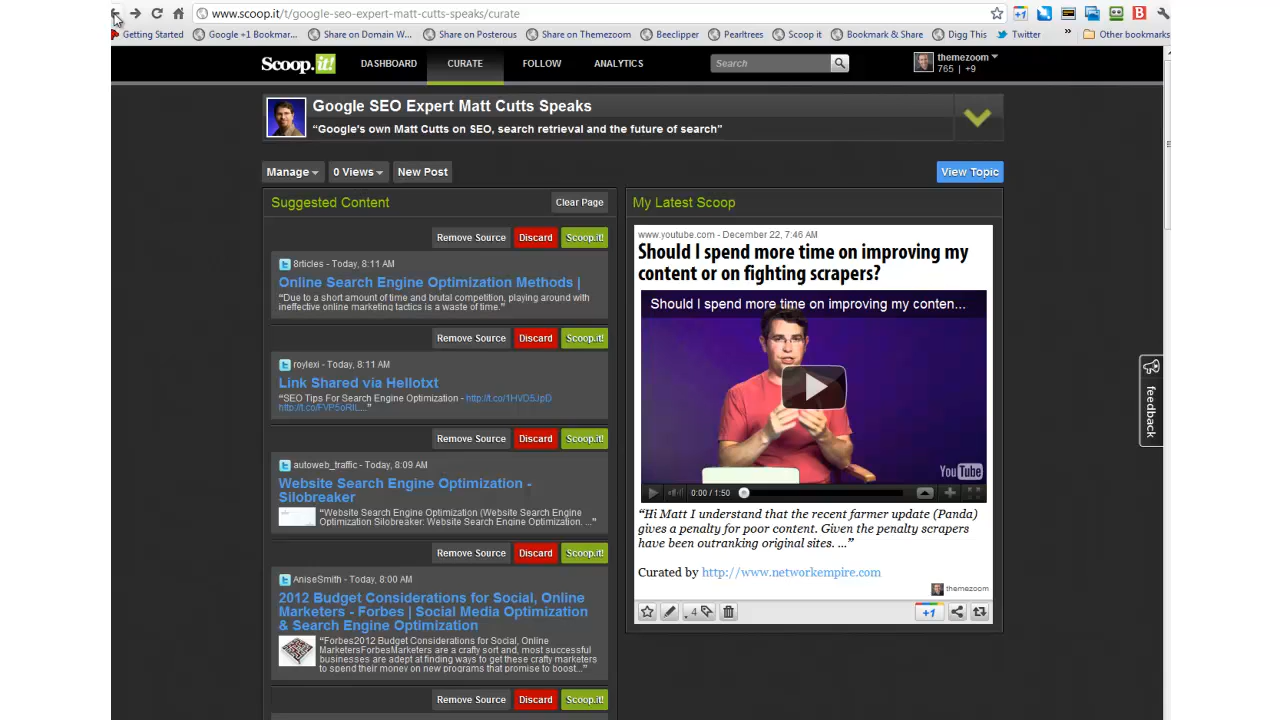 www.scoop.it/t/google-seo-expert-matt-cutts-speaks/curate
Getting Started Google +1 Bookmar... Share on Domain W... Share on Posterous Share on Themezoom Beeclipper Pearltrees Scoop it Bookmark & Share Digg This Twitter » Other bookmarks
Scoop.it! DASHBOARD CURATE FOLLOW ANALYTICS Search themezoom
765 | +9
Google SEO Expert Matt Cutts Speaks
“Google's own Matt Cutts on SEO, search retrieval and the future of search”
Manage 0 Views New Post View Topic
Suggested Content Clear Page
Remove Source Discard Scoop.it!
8rticles - Today, 8:11 AM
Online Search Engine Optimization Methods |
“Due to a short amount of time and brutal competition, playing around with
ineffective online marketing tactics is a waste of time.”
Remove Source Discard Scoop.it!
roylexi - Today, 8:11 AM
Link Shared via Hellotxt
“SEO Tips For Search Engine Optimization - http://t.co/1HVD5JpD
http://t.co/FVP5oRIL...”
Remove Source Discard Scoop.it!
autoweb_traffic - Today, 8:09 AM
Website Search Engine Optimization -
Silobreaker
“Website Search Engine Optimization (Website Search Engine
Optimization Silobreaker: Website Search Engine Optimization. ...”
Remove Source Discard Scoop.it!
AniseSmith - Today, 8:00 AM
2012 Budget Considerations for Social, Online
Marketers - Forbes | Social Media Optimization
& Search Engine Optimization
“Forbes2012 Budget Considerations for Social, Online
MarketersForbesMarketers are a crafty sort and, most successful
businesses are adept at finding ways to get these crafty marketers
to spend their money on new programs that promise to boost...”
Remove Source Discard Scoop.it!
My Latest Scoop
www.youtube.com - December 22, 7:46 AM
Should I spend more time on improving my
content or on fighting scrapers?
Should I spend more time on improving my conten...
YouTube
0:00 / 1:50
“Hi Matt I understand that the recent farmer update (Panda)
gives a penalty for poor content. Given the penalty scrapers
have been outranking original sites. ...”
Curated by http://www.networkempire.com
themezoom
4 +1
feedback